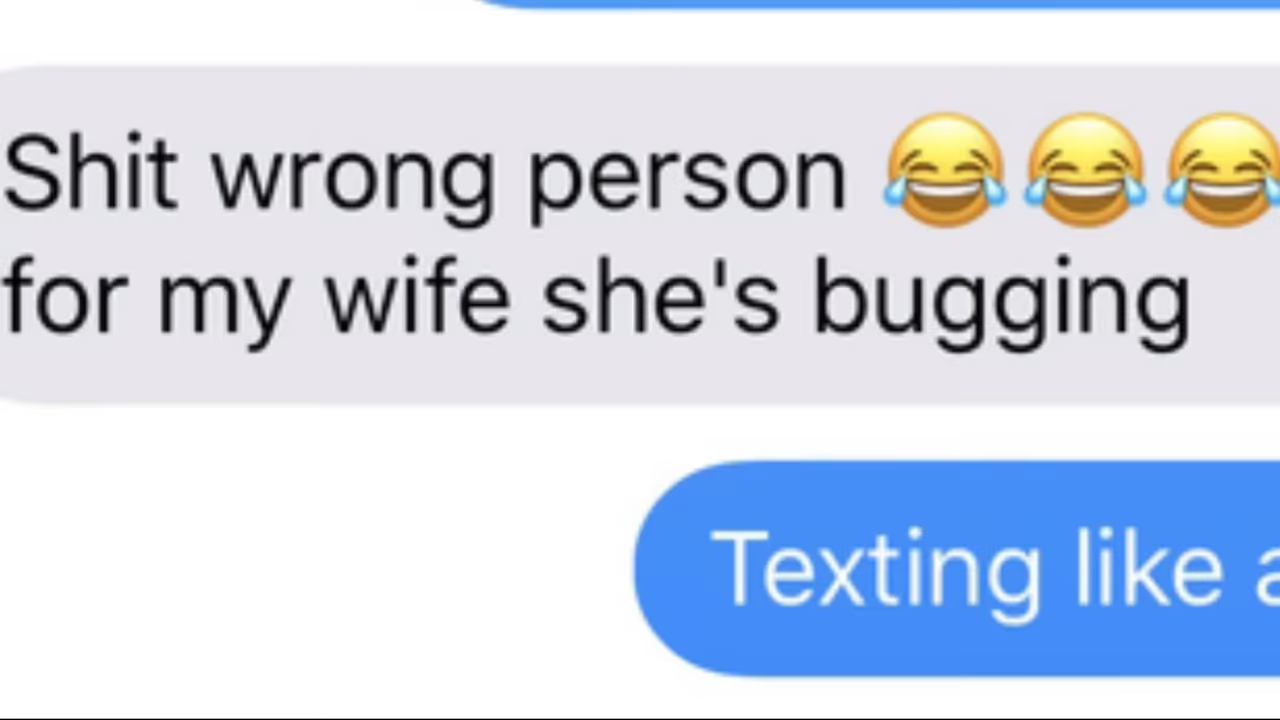 Shit wrong person 😂😂😂
for my wife she's bugging
Texting like a